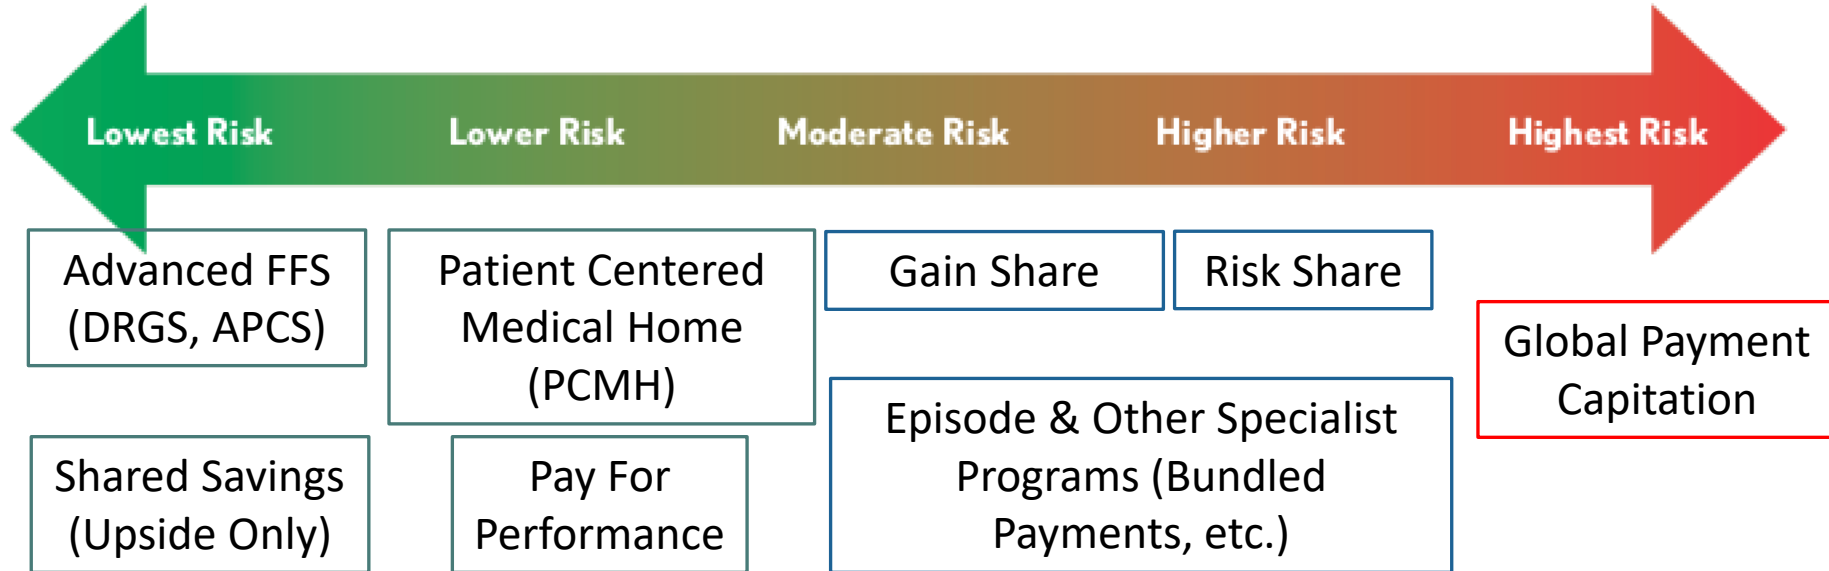 Lowest Risk
Lower Risk
Moderate Risk
Higher Risk
Highest Risk
Advanced FFS
(DRGS, APCS)
Patient Centered
Medical Home
(PCMH)
Gain Share
Risk Share
Global Payment
Capitation
Shared Savings
(Upside Only)
Pay For
Performance
Episode & Other Specialist
Programs (Bundled
Payments, etc.)